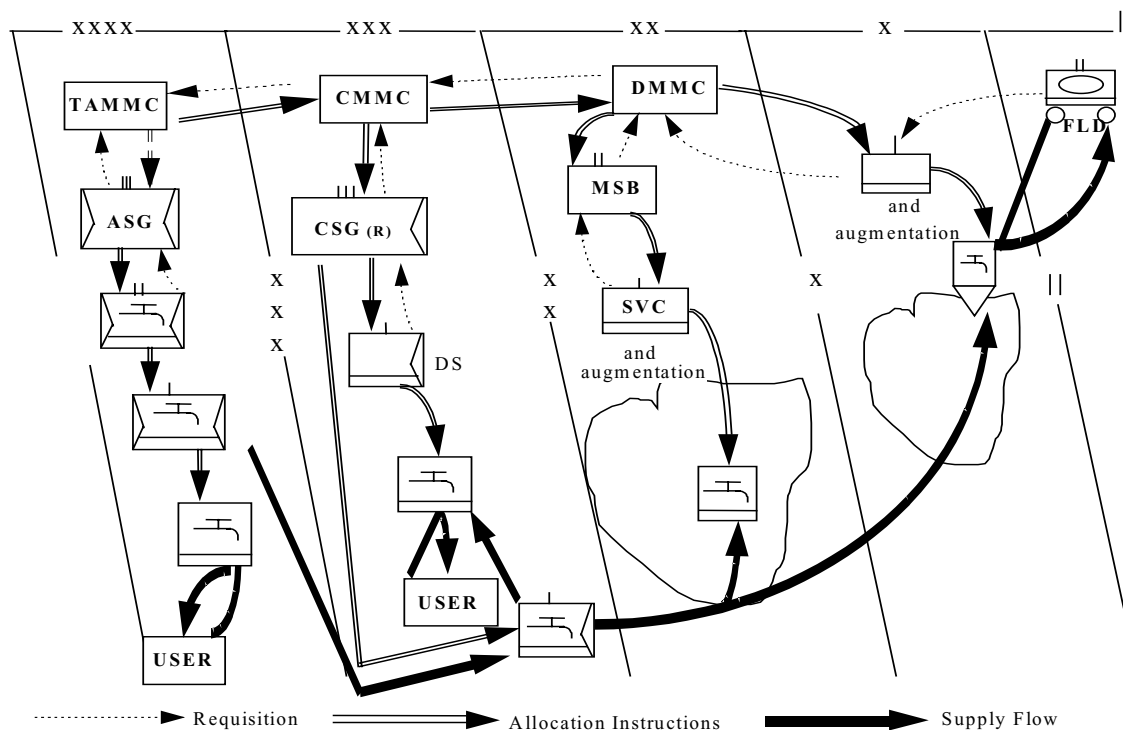 XXXX
XXX
XX
X
TAMMC
CMMC
DMMC
FLD
MSB
ASG
CSG (R)
and
augmentation
X
X
X
X
X
X
SVC
DS
and
augmentation
USER
USER
Requisition
Allocation Instructions
Supply Flow